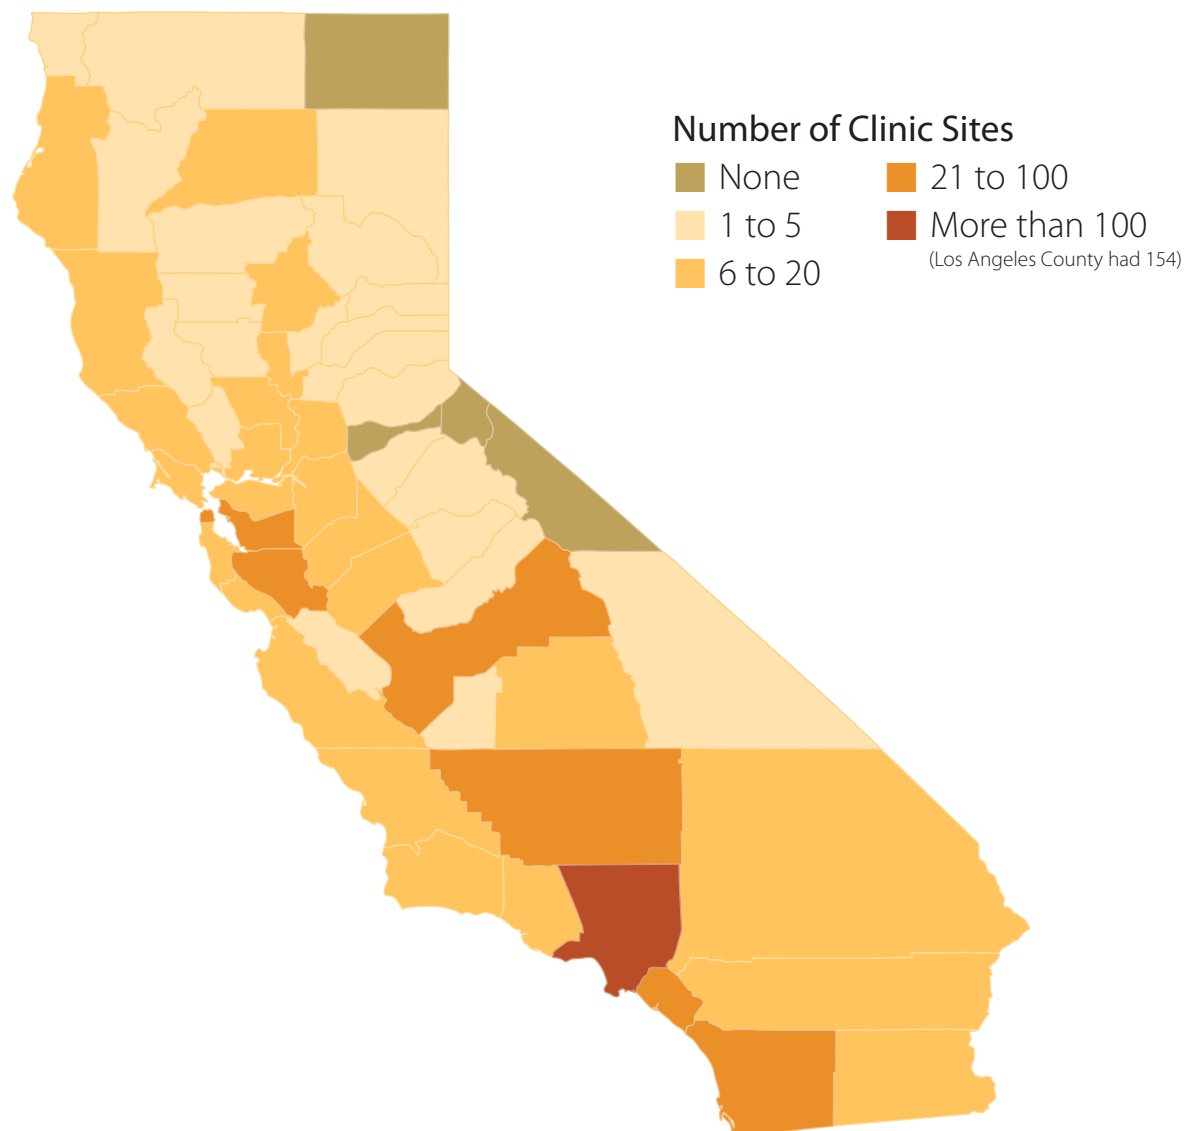 Number of Clinic Sites
None
1 to 5
6 to 20
21 to 100
More than 100
(Los Angeles County had 154)